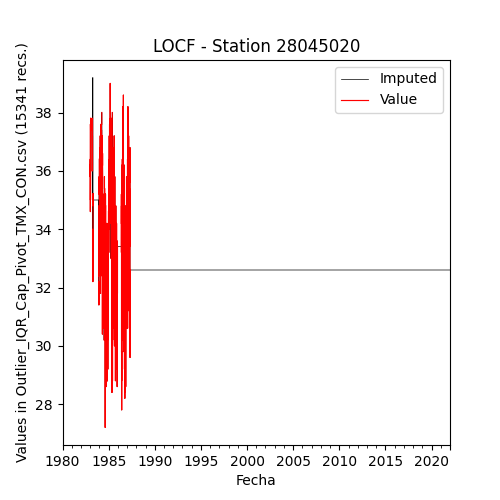 LOCF - Station 28045020
Values in Outlier_IQR_Cap_Pivot_TMX_CON.csv (15341 recs.)
Imputed
Value
38
36
34
32
30
28
1980 1985 1990 1995 2000 2005 2010 2015 2020
Fecha